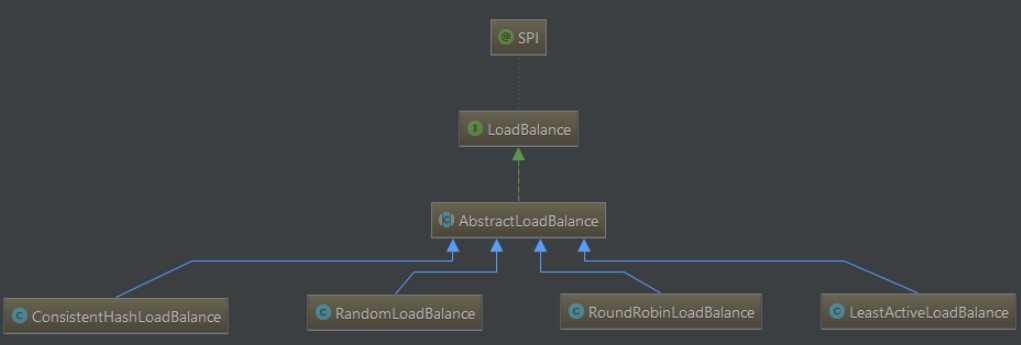 @ SPI
I LoadBalance
C AbstractLoadBalance
C ConsistentHashLoadBalance
C RandomLoadBalance
C RoundRobinLoadBalance
C LeastActiveLoadBalance